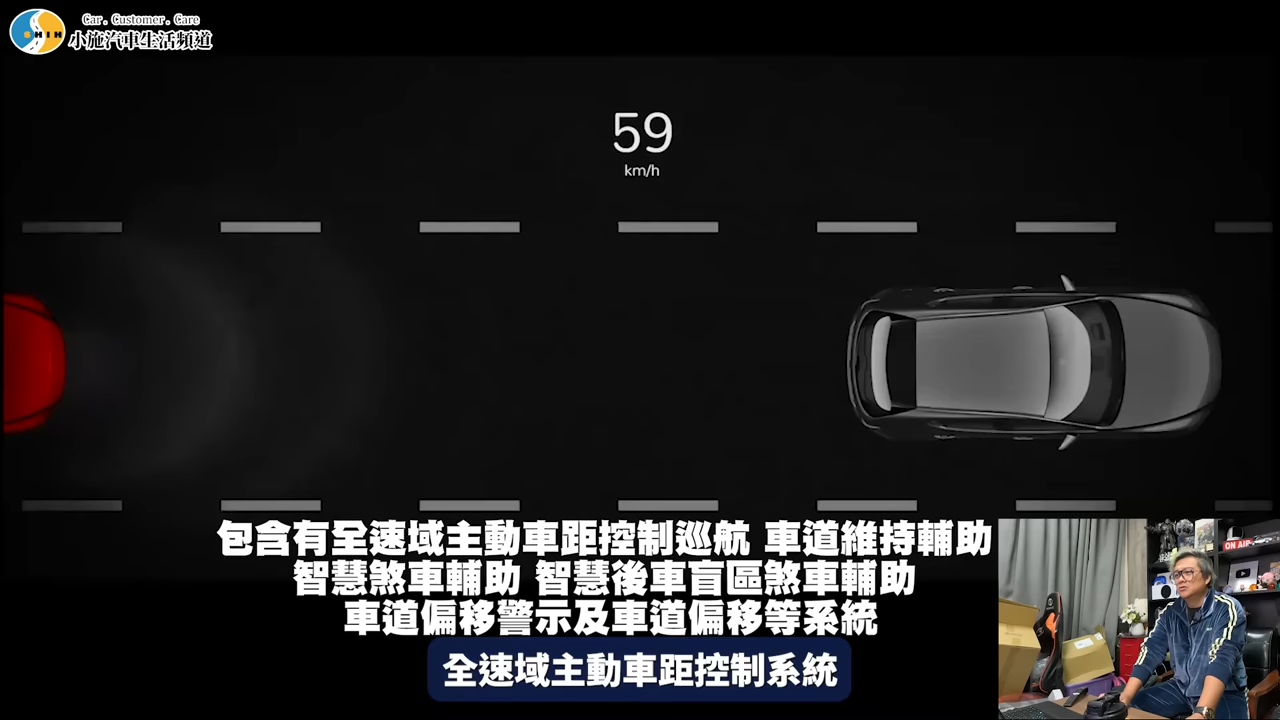 Car. Customer. Care
SHIH
小施汽車生活頻道
59
km/h
包含有全速域主動車距控制巡航 車道維持輔助
智慧煞車輔助 智慧後車盲區煞車輔助
車道偏移警示及車道偏移等系統
全速域主動車距控制系統
ON AIR